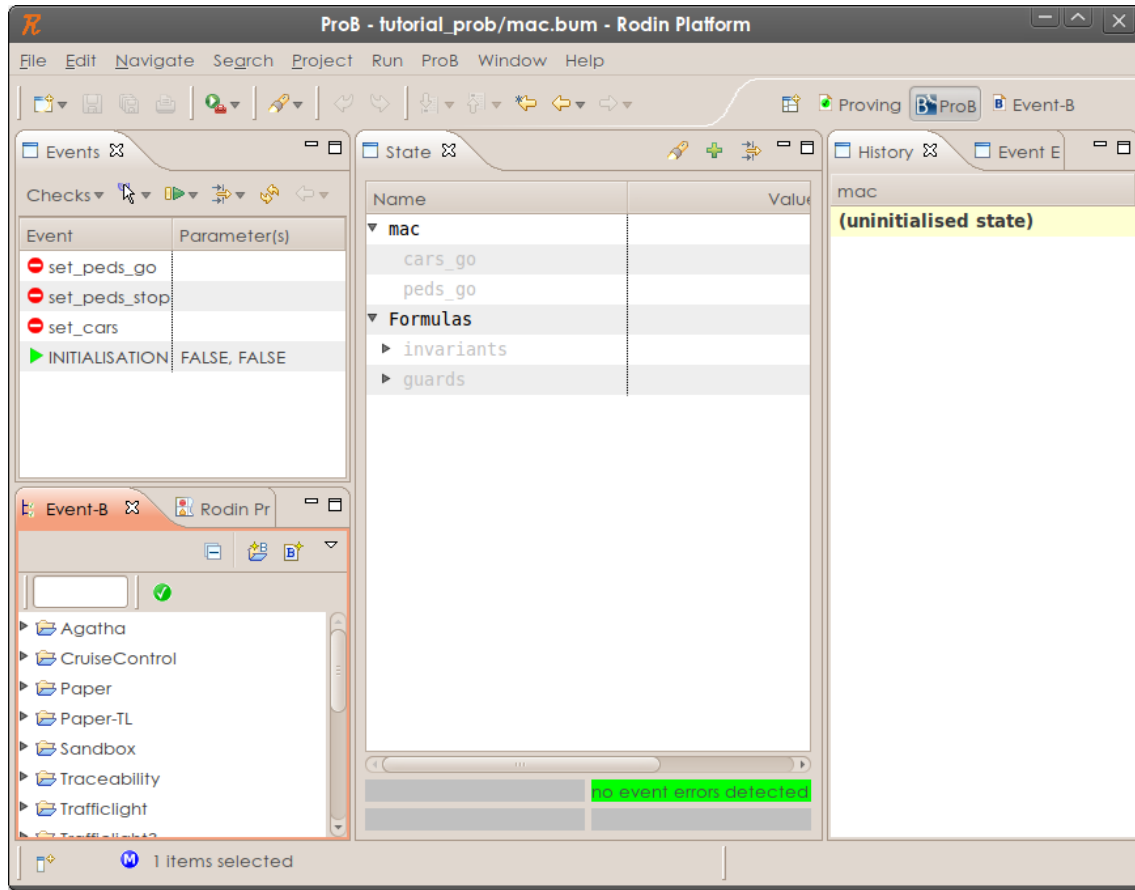 ProB - tutorial_prob/mac.bum - Rodin Platform
File Edit Navigate Search Project Run ProB Window Help
Proving ProB Event-B
Events
Checks
Event Parameter(s)
set_peds_go
set_peds_stop
set_cars
INITIALISATION FALSE, FALSE
Event-B Rodin Pr
Agatha
CruiseControl
Paper
Paper-TL
Sandbox
Traceability
Trafficlight
State
Name Value
mac
cars_go
peds_go
Formulas
invariants
guards
no event errors detected
History Event E
mac
(uninitialised state)
1 items selected